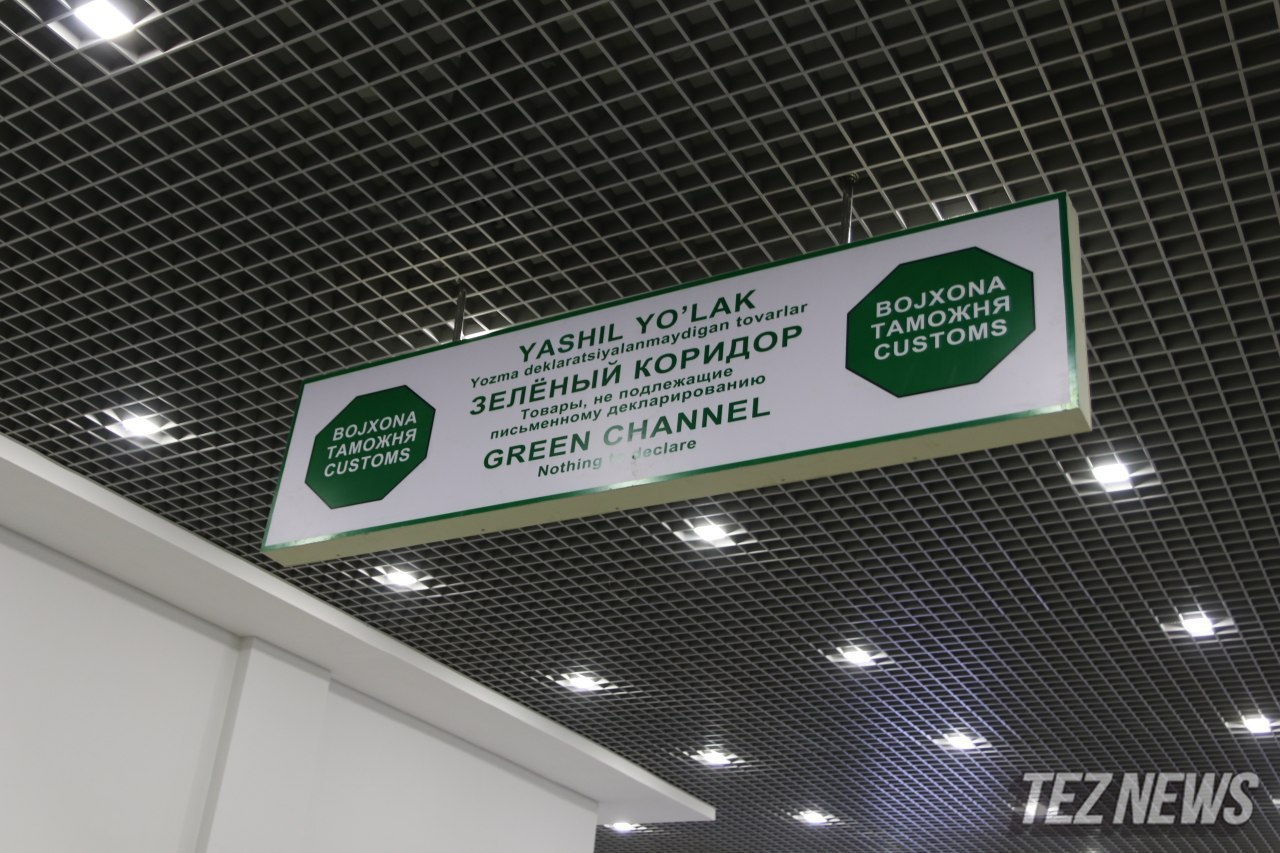 BOJXONA
ТАМОЖНЯ
CUSTOMS
YASHIL YO'LAK
Yozma deklaratsiyalanmaydigan tovarlar
ЗЕЛЁНЫЙ КОРИДОР
Товары, не подлежащие
письменному декларированию
GREEN CHANNEL
Nothing to declare
BOJXONA
ТАМОЖНЯ
CUSTOMS
TEZ NEWS